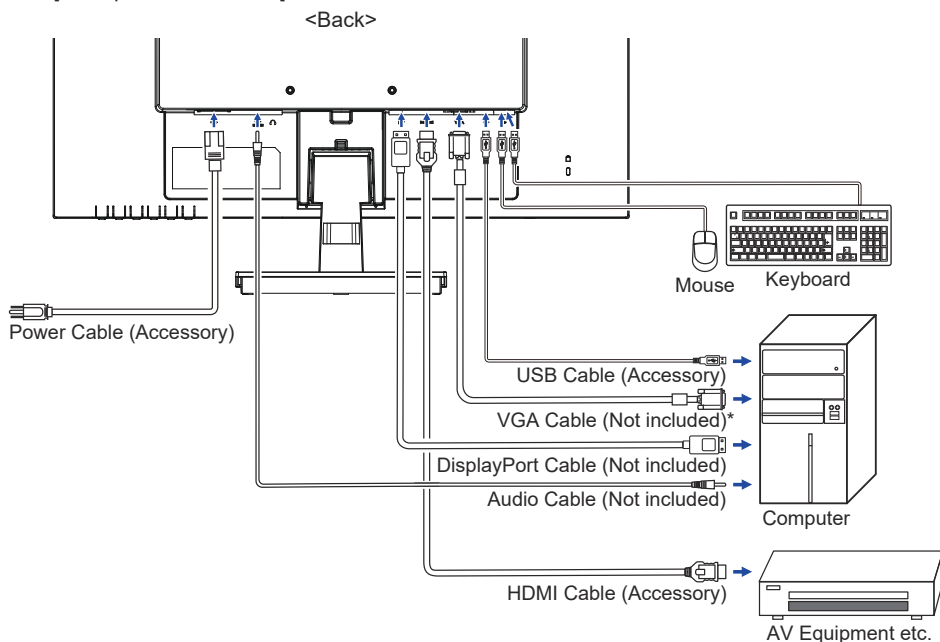 <Back>
Mouse
Keyboard
Power Cable (Accessory)
USB Cable (Accessory)
VGA Cable (Not included)*
DisplayPort Cable (Not included)
Audio Cable (Not included)
Computer
HDMI Cable (Accessory)
AV Equipment etc.